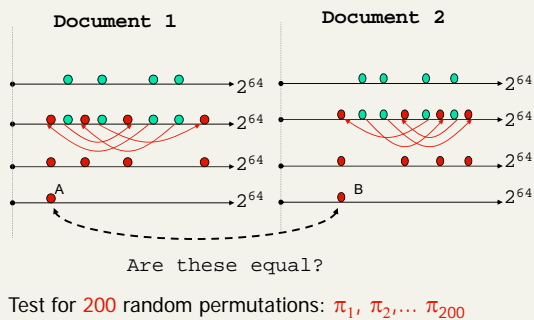 Document 1
Document 2
2^64
2^64
2^64
2^64
2^64
2^64
A
2^64
B
2^64
Are these equal?
Test for 200 random permutations: π₁, π₂,… π₂₀₀